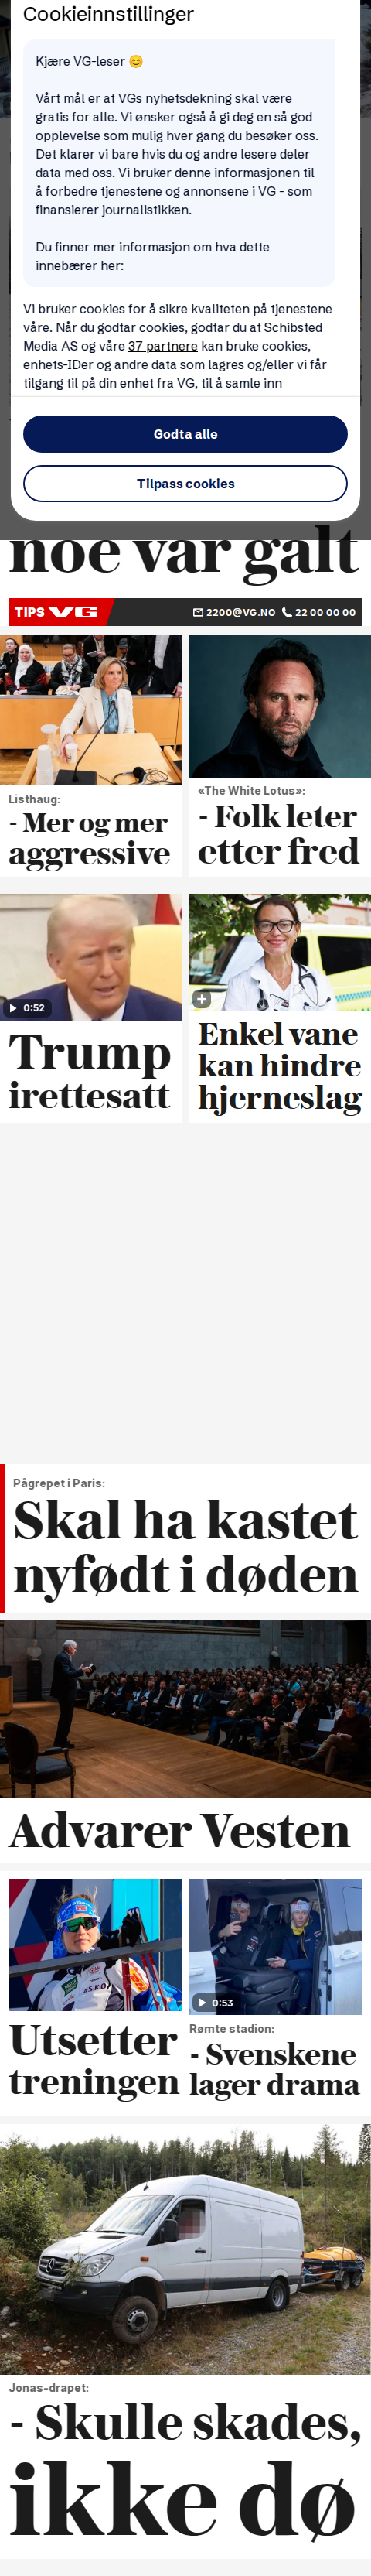 Cookieinnstillinger
Kjære VG-leser 😊
Vårt mål er at VGs nyhetsdekning skal være
gratis for alle. Vi ønsker også å gi deg en så god
opplevelse som mulig hver gang du besøker oss.
Det klarer vi bare hvis du og andre lesere deler
data med oss. Vi bruker denne informasjonen til
å forbedre tjenestene og annonsene i VG - som
finansierer journalistikken.
Du finner mer informasjon om hva dette
innebærer her:
Vi bruker cookies for å sikre kvaliteten på tjenestene
våre. Når du godtar cookies, godtar du at Schibsted
Media AS og våre 37 partnere kan bruke cookies,
enhets-IDer og andre data som lagres og/eller vi får
tilgang til på din enhet fra VG, til å samle inn
Godta alle
Tilpass cookies
noe var galt
TIPS VG 2200@VG.NO 22 00 00 00
Listhaug:
- Mer og mer
aggressive
«The White Lotus»:
- Folk leter
etter fred
0:52
Trump
irettesatt
Enkel vane
kan hindre
hjerneslag
Pågrepet i Paris:
Skal ha kastet
nyfødt i døden
Advarer Vesten
Utsetter
treningen
0:53
Rømte stadion:
- Svenskene
lager drama
Jonas-drapet:
- Skulle skades,
ikke dø